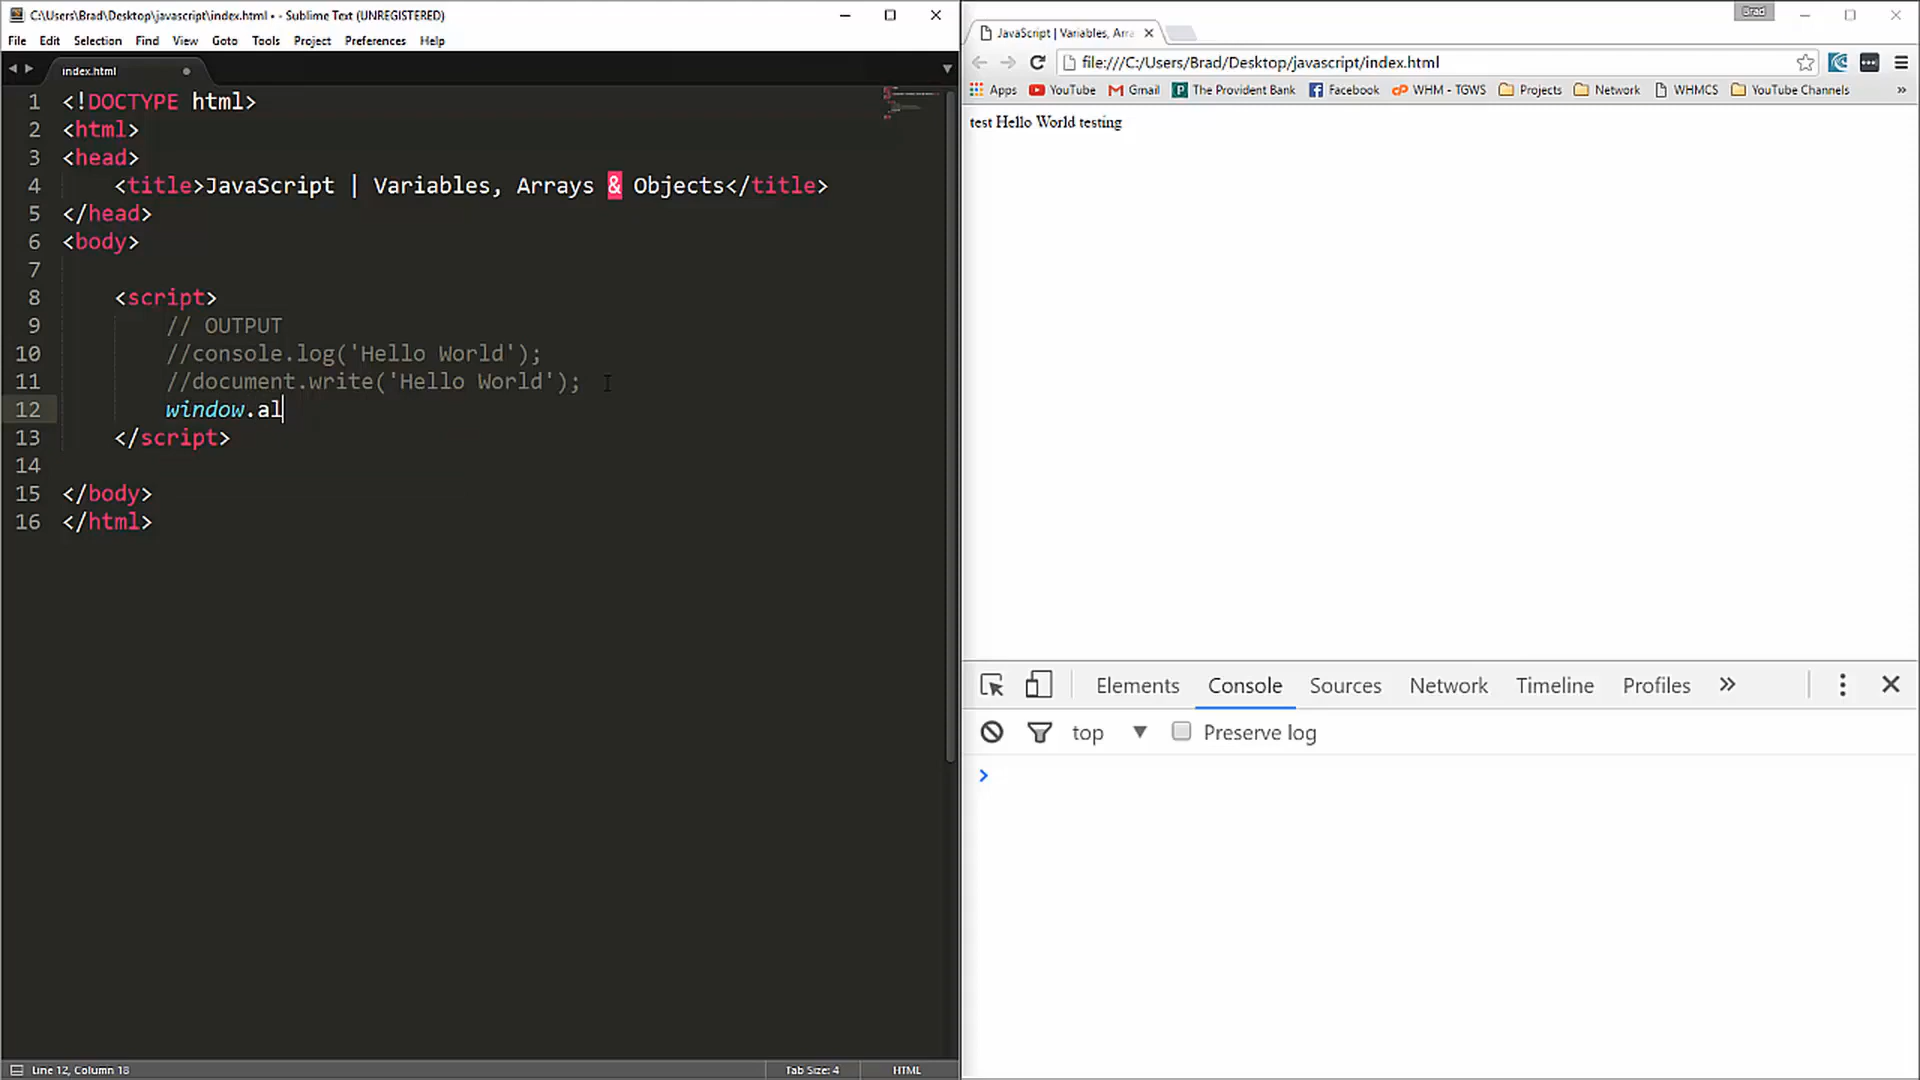 C:\Users\Brad\Desktop\javascript\index.html • - Sublime Text (UNREGISTERED)
File Edit Selection Find View Goto Tools Project Preferences Help
index.html
1 <!DOCTYPE html>
2 <html>
3 <head>
4 <title>JavaScript | Variables, Arrays & Objects</title>
5 </head>
6 <body>
7
8 <script>
9 // OUTPUT
10 //console.log('Hello World');
11 //document.write('Hello World');
12 window.al
13 </script>
14
15 </body>
16 </html>
Line 12, Column 18 Tab Size: 4 HTML
Brad
JavaScript | Variables, Arra
file:///C:/Users/Brad/Desktop/javascript/index.html
Apps YouTube Gmail The Provident Bank Facebook WHM - TGWS Projects Network WHMCS YouTube Channels »
test Hello World testing
Elements Console Sources Network Timeline Profiles »
top Preserve log
>